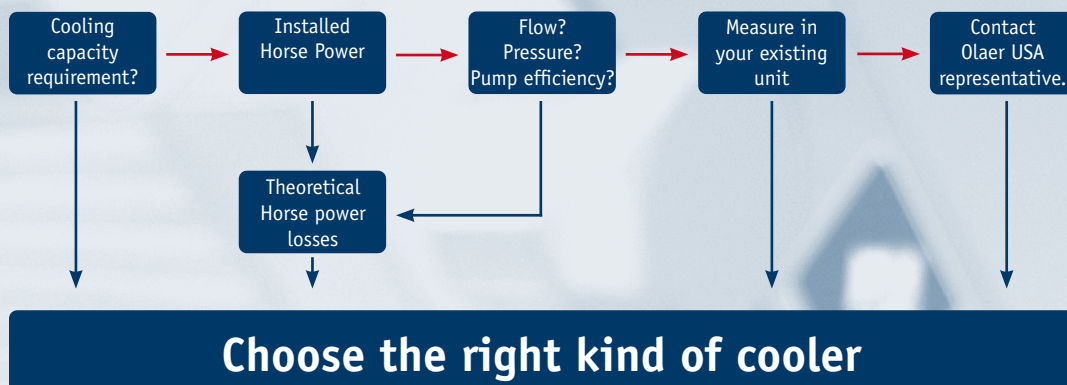 Cooling
capacity
requirement?
Installed
Horse Power
Flow?
Pressure?
Pump efficiency?
Measure in
your existing
unit
Contact
Olaer USA
representative.
Theoretical
Horse power
losses
Choose the right kind of cooler